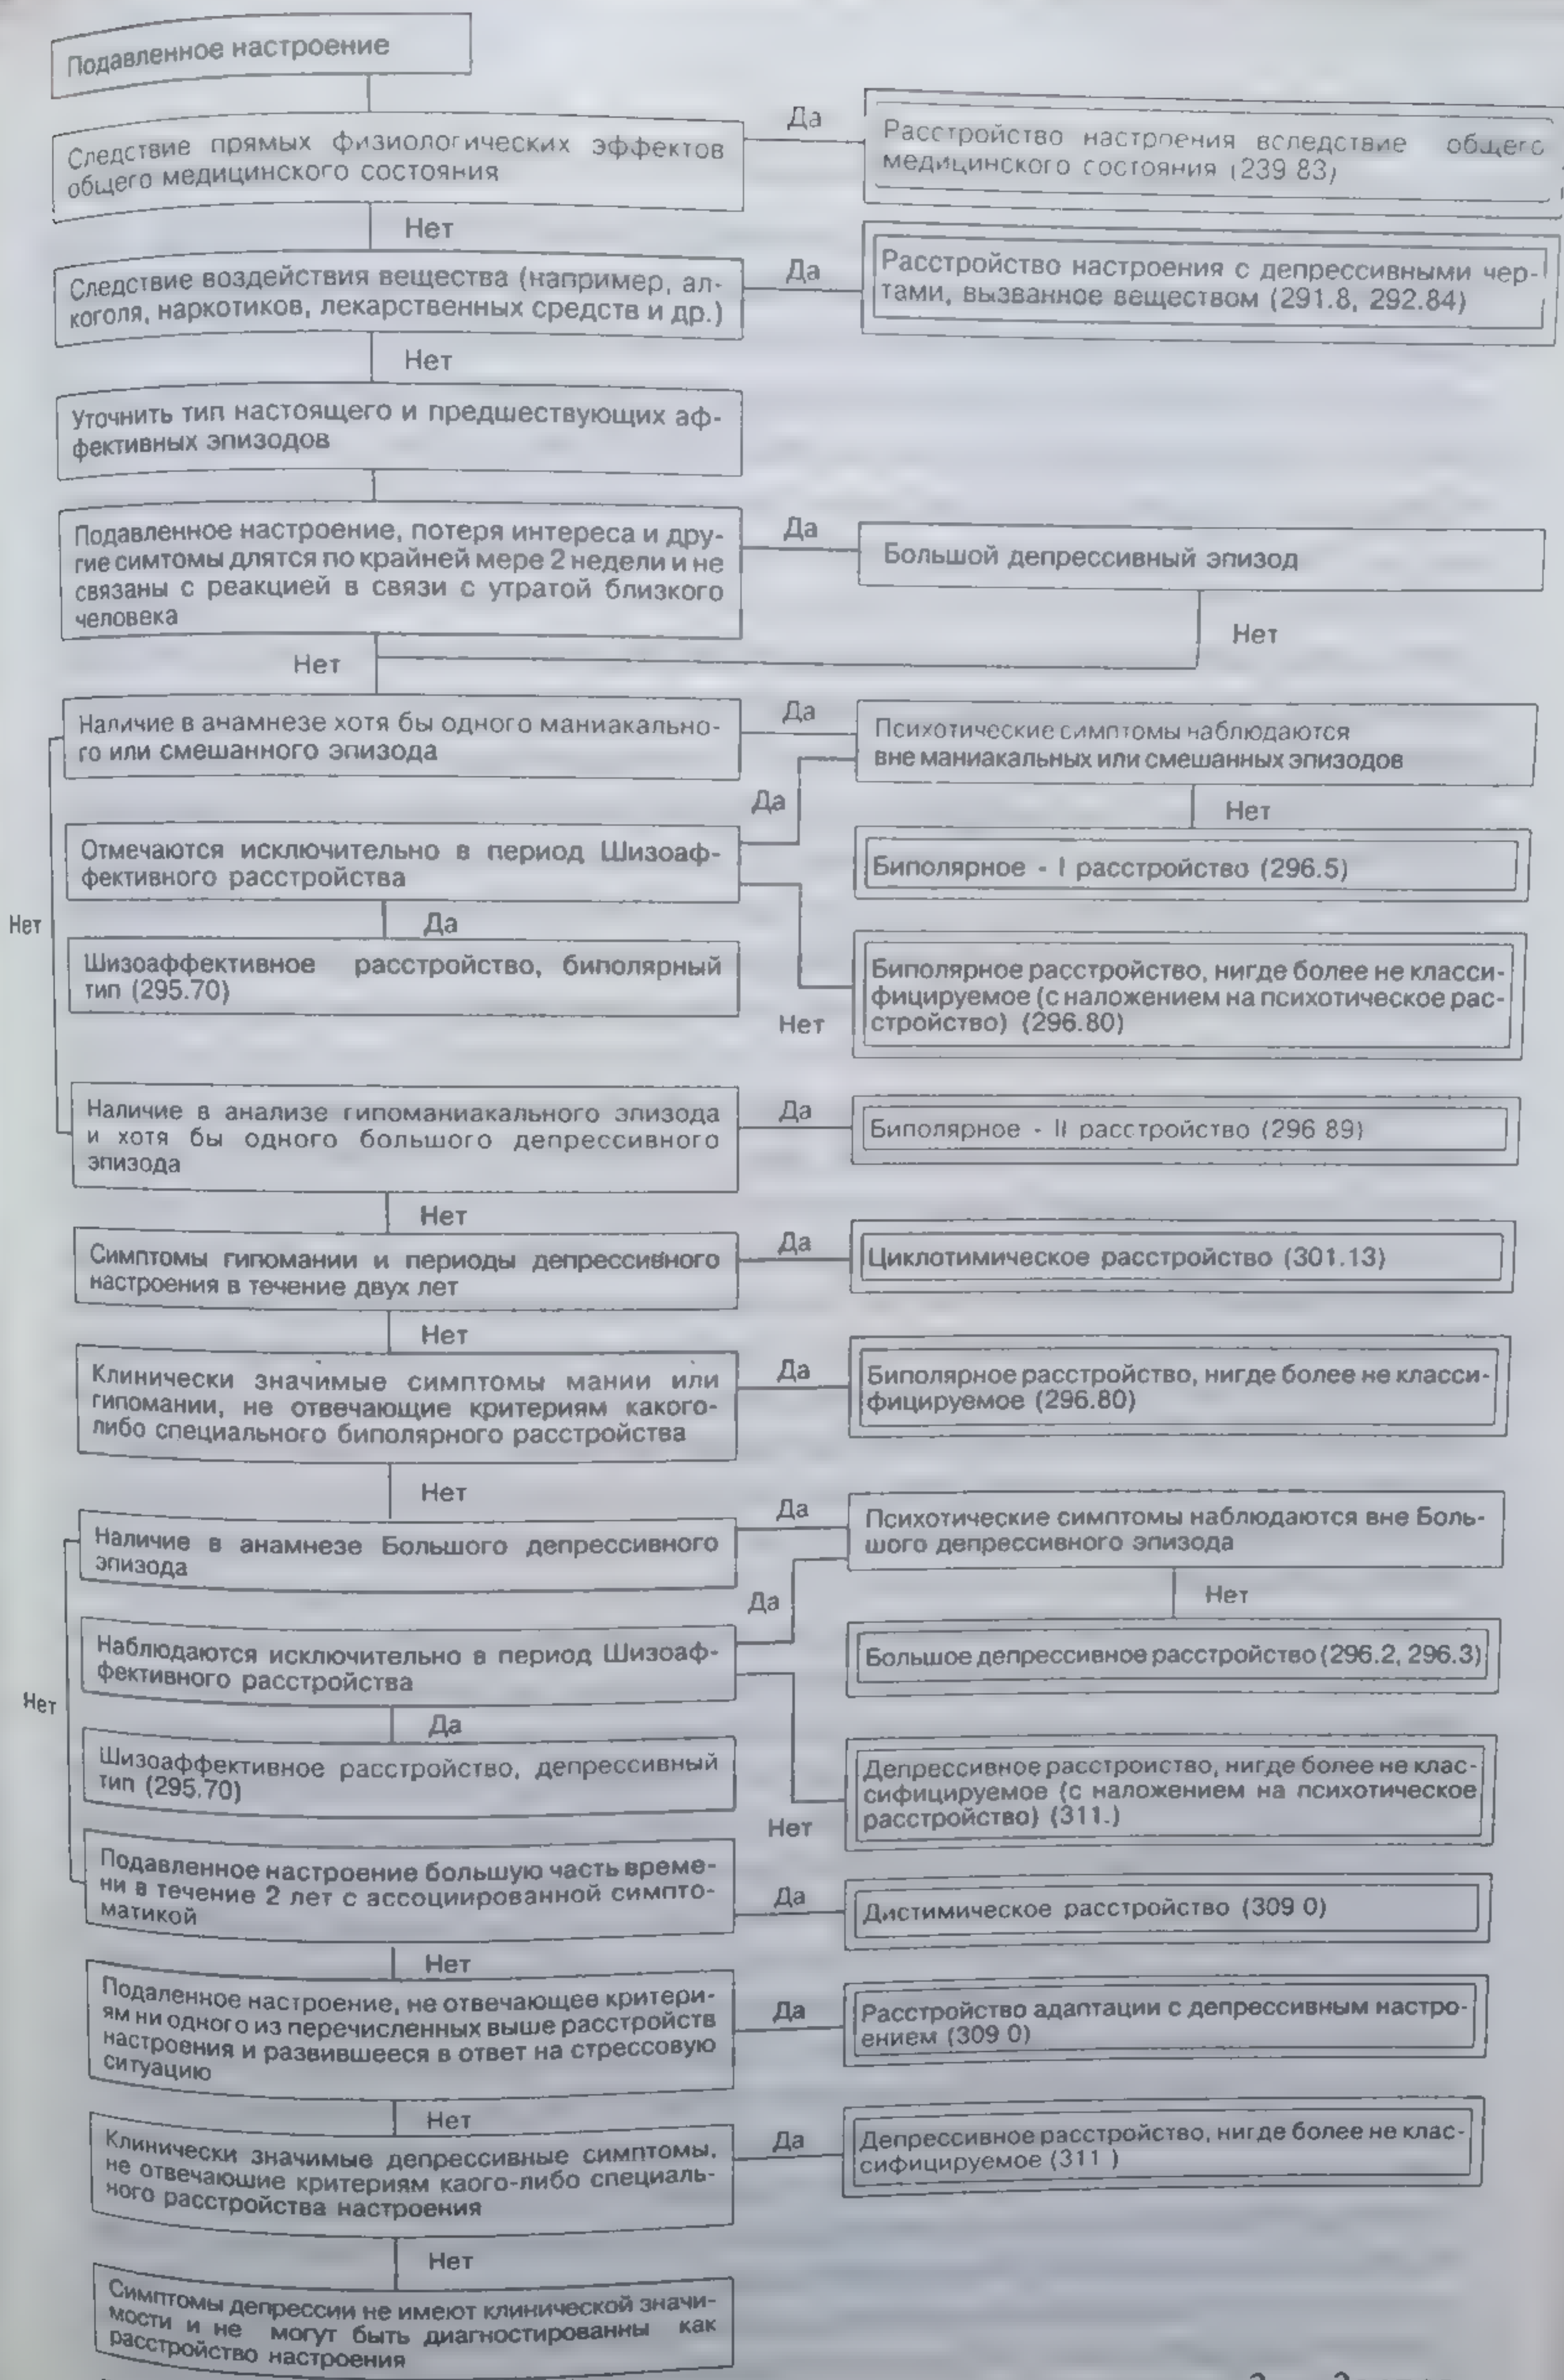 Подавленное настроение
Да
Следствие прямых физиологических эффектов
общего медицинского состояния
Расстройство настроения вследствие общего
медицинского состояния (239 83)
Нет
Следствие воздействия вещества (например, ал-
коголя, наркотиков, лекарственных средств и др.)
Да
Расстройство настроения с депрессивными чер-
тами, вызванное веществом (291.8, 292.84)
Нет
Уточнить тип настоящего и предшествующих аф-
фективных эпизодов
Подавленное настроение, потеря интереса и дру-
гие симтомы длятся по крайней мере 2 недели и не
связаны с реакцией в связи с утратой близкого
человека
Да
Большой депрессивный эпизод
Нет
Нет
Наличие в анамнезе хотя бы одного маниакально-
го или смешанного эпизода
Да
Психотические симптомы наблюдаются
вне маниакальных или смешанных эпизодов
Да
Нет
Отмечаются исключительно в период Шизоаф-
фективного расстройства
Биполярное - I расстройство (296.5)
Нет
Да
Шизоаффективное расстройство, биполярный
тип (295.70)
Биполярное расстройство, нигде более не класси-
фицируемое (с наложением на психотическое рас-
стройство) (296.80)
Нет
Наличие в анализе гипоманиакального эпизода
и хотя бы одного большого депрессивного
эпизода
Да
Биполярное - II расстройство (296 89)
Нет
Симптомы гипомании и периоды депрессивного
настроения в течение двух лет
Да
Циклотимическое расстройство (301.13)
Нет
Клинически значимые симптомы мании или
гипомании, не отвечающие критериям какого-
либо специального биполярного расстройства
Да
Биполярное расстройство, нигде более не класси-
фицируемое (296.80)
Нет
Наличие в анамнезе Большого депрессивного
эпизода
Да
Психотические симптомы наблюдаются вне Боль-
шого депрессивного эпизода
Да
Нет
Наблюдаются исключительно в период Шизоаф-
фективного расстройства
Большое депрессивное расстройство (296.2, 296.3)
Нет
Да
Шизоаффективное расстройство, депрессивный
тип (295.70)
Депрессивное расстроиство, нигде более не клас-
сифицируемое (с наложением на психотическое
расстройство) (311.)
Нет
Подавленное настроение большую часть време-
ни в течение 2 лет с ассоциированной симпто-
матикой
Да
Дистимическое расстройство (309 0)
Нет
Подаленное настроение, не отвечающее критери-
ям ни одного из перечисленных выше расстройств
настроения и развившееся в ответ на стрессовую
ситуацию
Да
Расстройство адаптации с депрессивным настро-
ением (309 0)
Нет
Клинически значимые депрессивные симптомы,
не отвечаюшие критериям каого-либо специаль-
ного расстройства настроения
Да
Депрессивное расстройство, нигде более не клас-
сифицируемое (311 )
Нет
Симптомы депрессии не имеют клинической значи-
мости и не могут быть диагностированны как
расстройство настроения